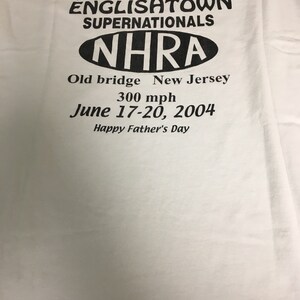 ENGLISHTOWN
SUPERNATIONALS
NHRA
Old bridge New Jersey
300 mph
June 17-20, 2004
Happy Father's Day